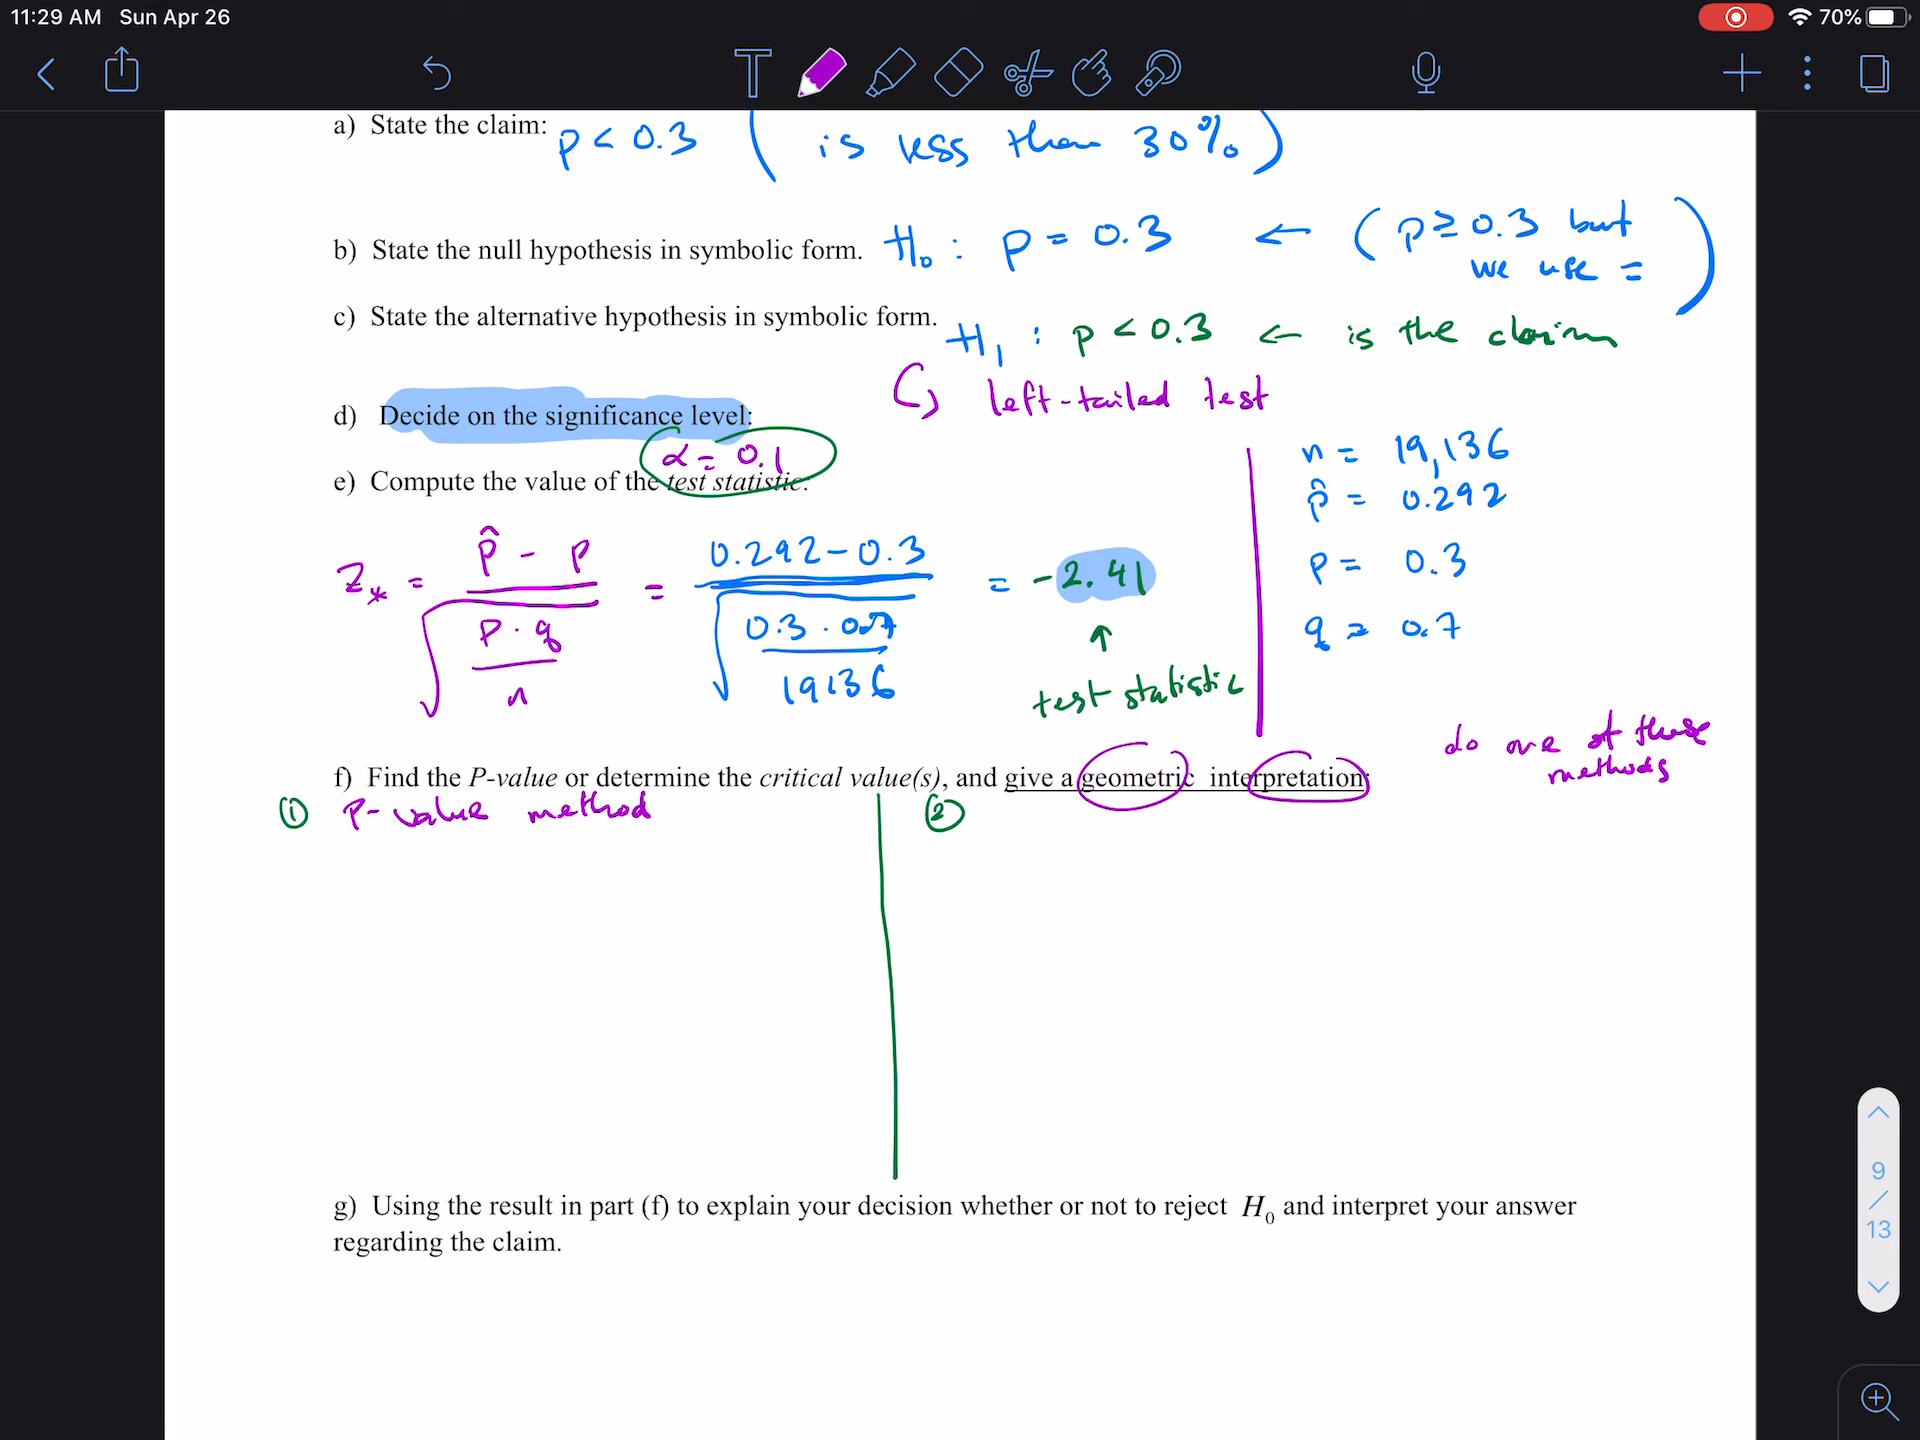 11:29 AM Sun Apr 26
70%
T
a) State the claim: p < 0.3 ( is less than 30% )
b) State the null hypothesis in symbolic form. H₀ : p = 0.3 ← ( p ≥ 0.3 but
we use = )
c) State the alternative hypothesis in symbolic form. H₁ : p < 0.3 ← is the claim
left-tailed test
d) Decide on the significance level:
α = 0.1
e) Compute the value of the test statistic:
n = 19,136
p̂ = 0.292
p = 0.3
q = 0.7
z* = (p̂ - p) / √(p · q / n) = (0.292 - 0.3) / √(0.3 · 0.7 / 19136) = -2.41
↑
test statistic
do one of these
methods
f) Find the P-value or determine the critical value(s), and give a geometric interpretation:
① P-value method
②
g) Using the result in part (f) to explain your decision whether or not to reject H₀ and interpret your answer
regarding the claim.
9
/
13